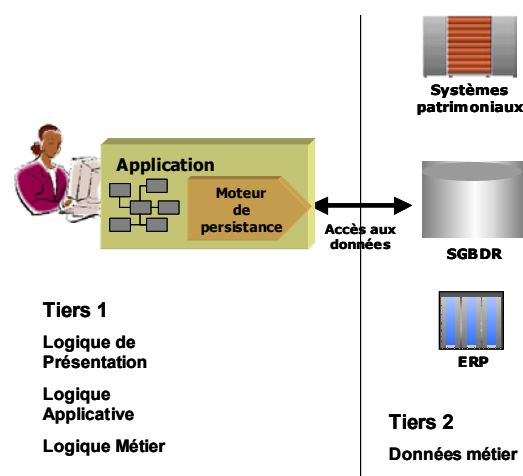 Application
Moteur
de
persistance
Accès aux
données
Systèmes
patrimoniaux
SGBDR
ERP
Tiers 1
Logique de
Présentation
Logique
Applicative
Logique Métier
Tiers 2
Données métier